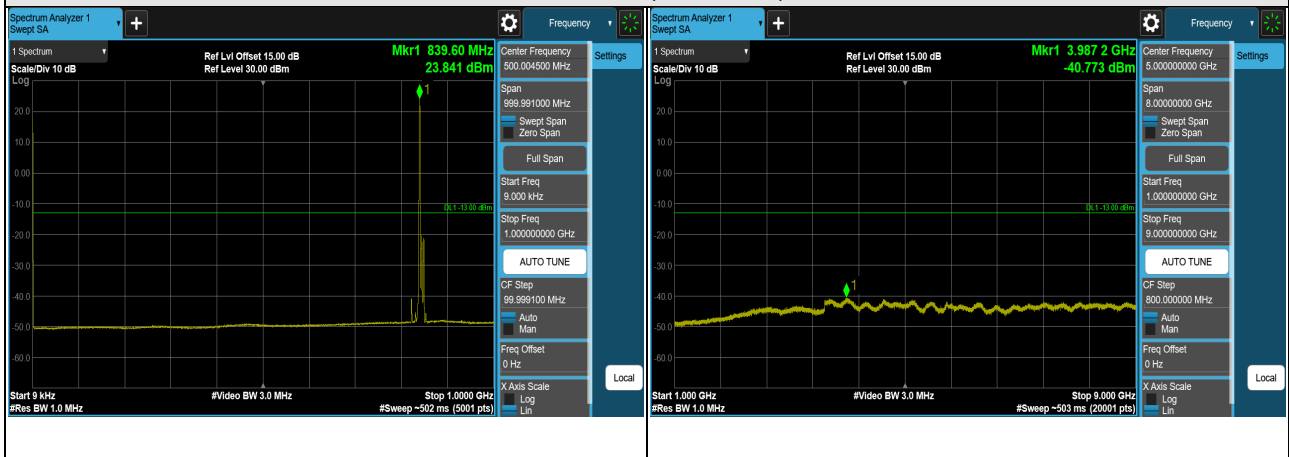 Spectrum Analyzer 1
Swept SA
+
Frequency
1 Spectrum
Ref Lvl Offset 15.00 dB
Mkr1 839.60 MHz
Scale/Div 10 dB
Ref Level 30.00 dBm
23.841 dBm
Log
1
20.0
10.0
0.00
-10.0
DL1 -13.00 dBm
-20.0
-30.0
-40.0
-50.0
-60.0
Start 9 kHz
#Video BW 3.0 MHz
Stop 1.0000 GHz
#Res BW 1.0 MHz
#Sweep ~502 ms (5001 pts)
Center Frequency
500.004500 MHz
Settings
Span
999.991000 MHz
Swept Span
Zero Span
Full Span
Start Freq
9.000 kHz
Stop Freq
1.000000000 GHz
AUTO TUNE
CF Step
99.999100 MHz
Auto
Man
Freq Offset
0 Hz
Local
X Axis Scale
Log
Lin
Spectrum Analyzer 1
Swept SA
+
Frequency
1 Spectrum
Ref Lvl Offset 15.00 dB
Mkr1 3.987 2 GHz
Scale/Div 10 dB
Ref Level 30.00 dBm
-40.773 dBm
Log
20.0
10.0
0.00
-10.0
DL1 -13.00 dBm
-20.0
-30.0
1
-40.0
-50.0
-60.0
Start 1.000 GHz
#Video BW 3.0 MHz
Stop 9.000 GHz
#Res BW 1.0 MHz
#Sweep ~503 ms (20001 pts)
Center Frequency
5.000000000 GHz
Settings
Span
8.00000000 GHz
Swept Span
Zero Span
Full Span
Start Freq
1.000000000 GHz
Stop Freq
9.000000000 GHz
AUTO TUNE
CF Step
800.000000 MHz
Auto
Man
Freq Offset
0 Hz
Local
X Axis Scale
Log
Lin